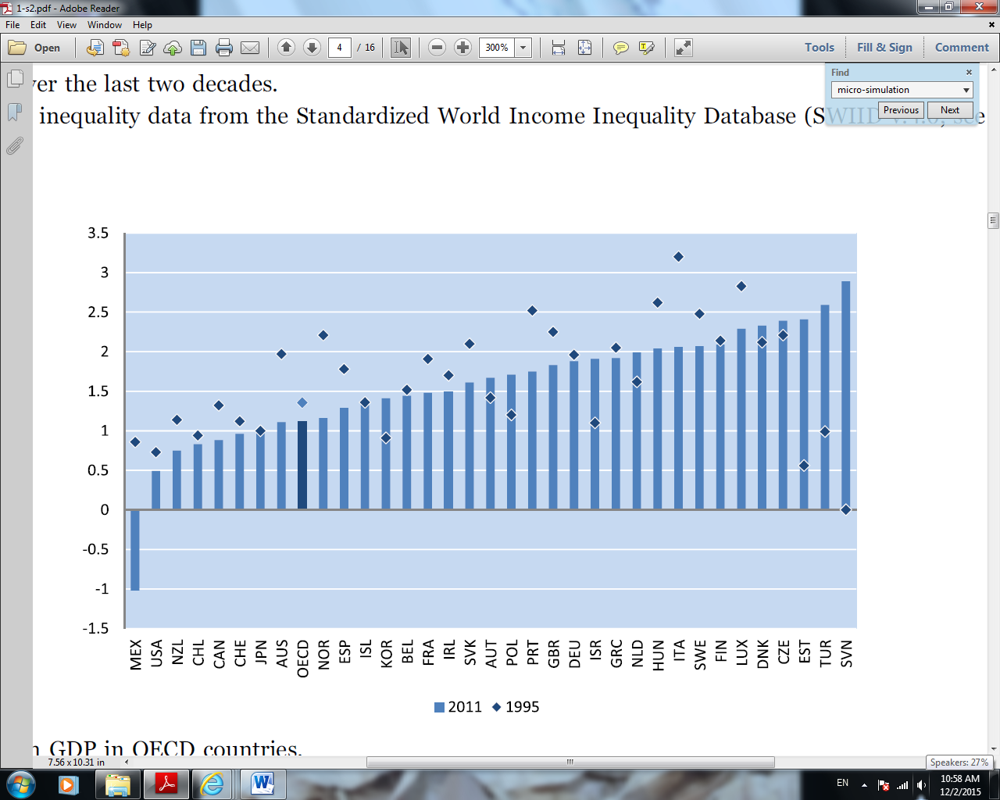 1-s2.pdf - Adobe Reader
File Edit View Window Help
Open 4 / 16 300% Tools Fill & Sign Comment
Find
micro-simulation
Previous Next
ver the last two decades.
inequality data from the Standardized World Income Inequality Database (SWIID v.4.0, see
3.5
3
2.5
2
1.5
1
0.5
0
-0.5
-1
-1.5
MEX USA NZL CHL CAN CHE JPN AUS OECD NOR ESP ISL KOR BEL FRA IRL SVK AUT POL PRT GBR DEU ISR GRC NLD HUN ITA SWE FIN LUX DNK CZE EST TUR SVN
2011 1995
n GDP in OECD countries.
7.56 x 10.31 in
Speakers: 27%
EN 10:58 AM
12/2/2015